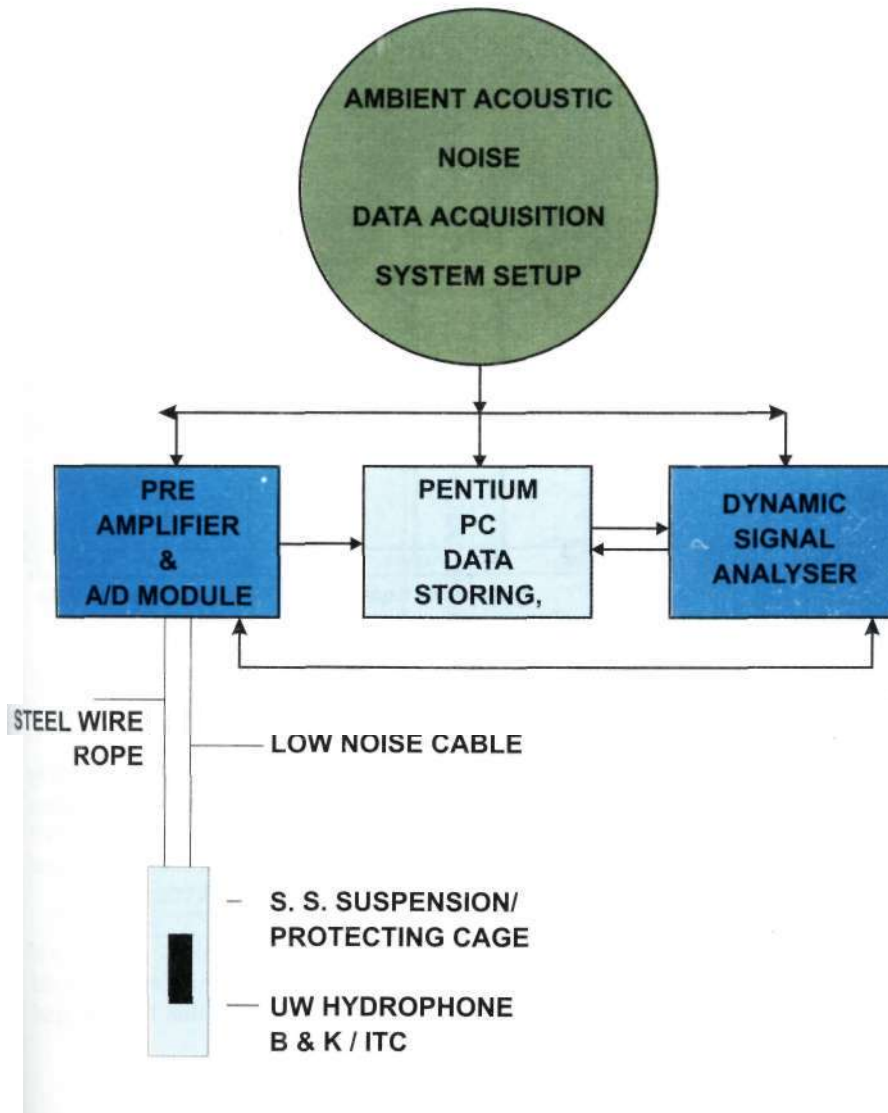 AMBIENT ACOUSTIC
NOISE
DATA ACQUISITION
SYSTEM SETUP
PRE
AMPLIFIER
&
A/D MODULE
PENTIUM
PC
DATA
STORING,
DYNAMIC
SIGNAL
ANALYSER
STEEL WIRE
ROPE
LOW NOISE CABLE
S. S. SUSPENSION/
PROTECTING CAGE
UW HYDROPHONE
B & K / ITC